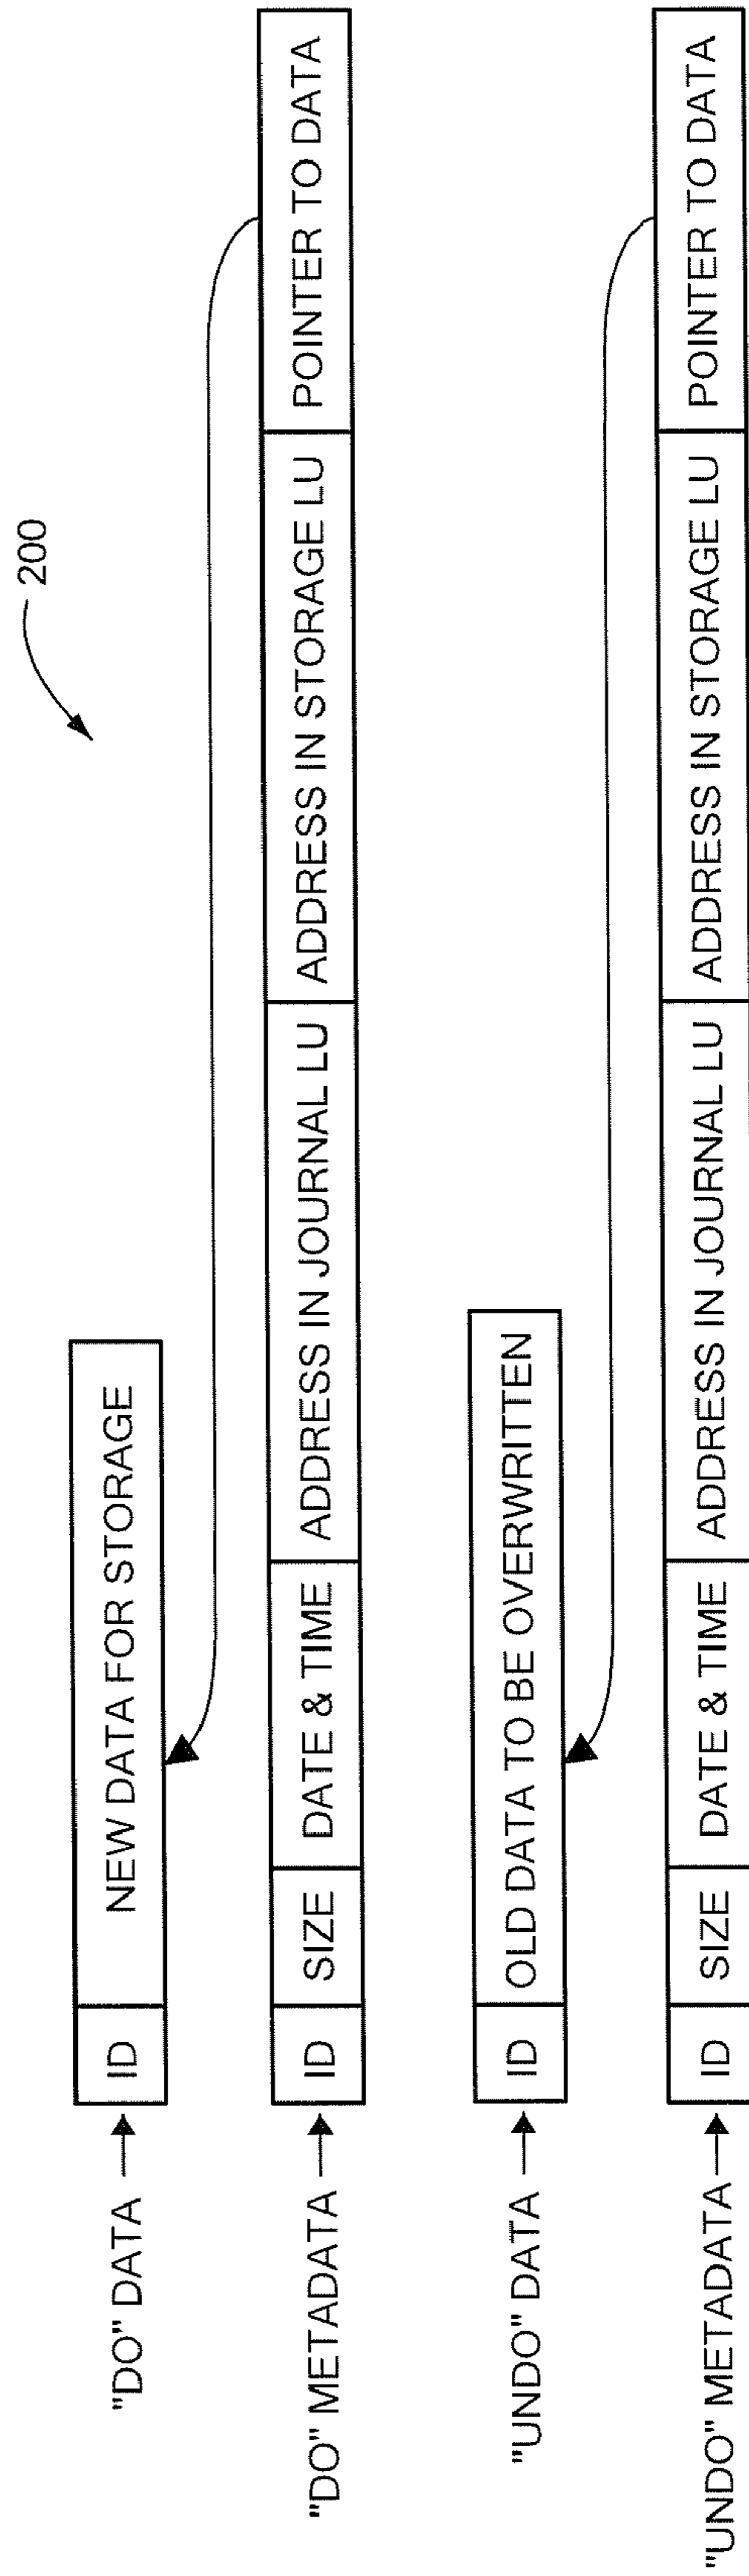 200
"DO" DATA → ID NEW DATA FOR STORAGE
"DO" METADATA → ID SIZE DATE & TIME ADDRESS IN JOURNAL LU ADDRESS IN STORAGE LU POINTER TO DATA
"UNDO" DATA → ID OLD DATA TO BE OVERWRITTEN
"UNDO" METADATA → ID SIZE DATE & TIME ADDRESS IN JOURNAL LU ADDRESS IN STORAGE LU POINTER TO DATA